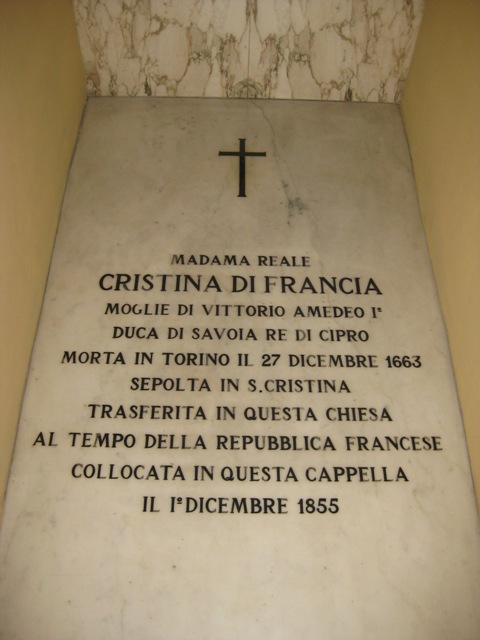 MADAMA REALE
CRISTINA DI FRANCIA
MOGLIE DI VITTORIO AMEDEO I°
DUCA DI SAVOIA RE DI CIPRO
MORTA IN TORINO IL 27 DICEMBRE 1663
SEPOLTA IN S.CRISTINA
TRASFERITA IN QUESTA CHIESA
AL TEMPO DELLA REPUBBLICA FRANCESE
COLLOCATA IN QUESTA CAPPELLA
IL I° DICEMBRE 1855